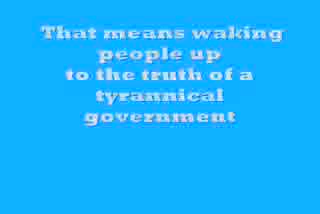 That means waking
people up
to the truth of a
tyrannical
government